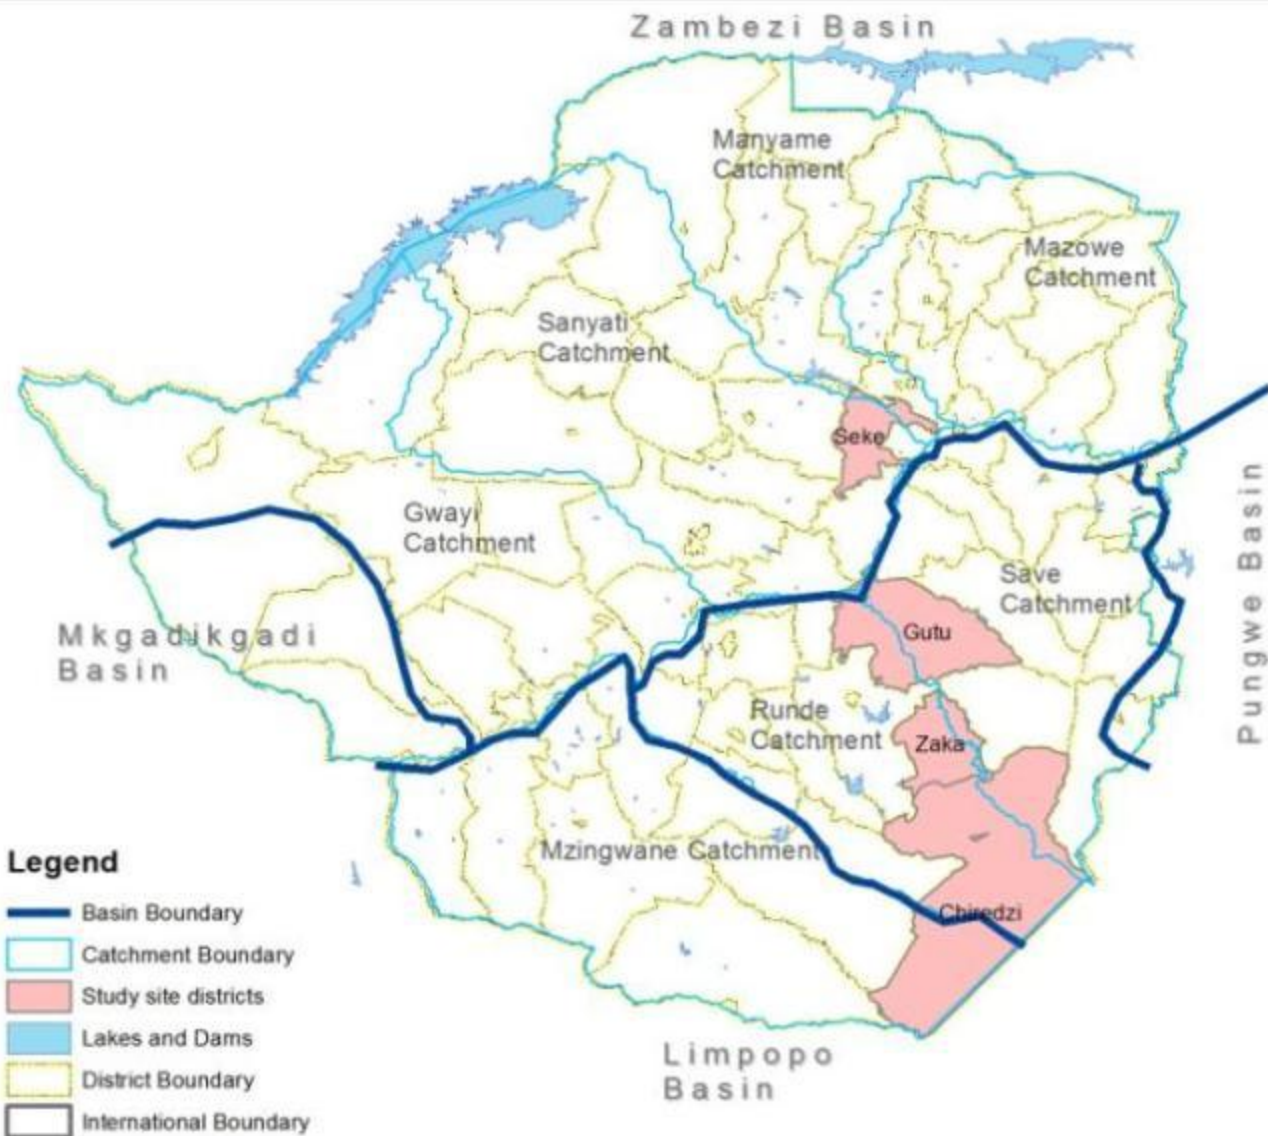 Zambezi Basin
Manyame
Catchment
Mazowe
Catchment
Sanyati
Catchment
Seke
Gwayi
Catchment
Save
Catchment
Pungwe Basin
Mkgadikgadi
Basin
Gutu
Runde
Catchment
Zaka
Mzingwane Catchment
Chiredzi
Limpopo
Basin
Legend
Basin Boundary
Catchment Boundary
Study site districts
Lakes and Dams
District Boundary
International Boundary